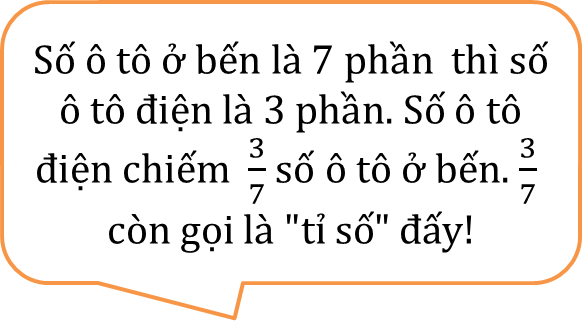 Số ô tô ở bến là 7 phần thì số
ô tô điện là 3 phần. Số ô tô
điện chiếm 3/7 số ô tô ở bến. 3/7
còn gọi là "tỉ số" đấy!